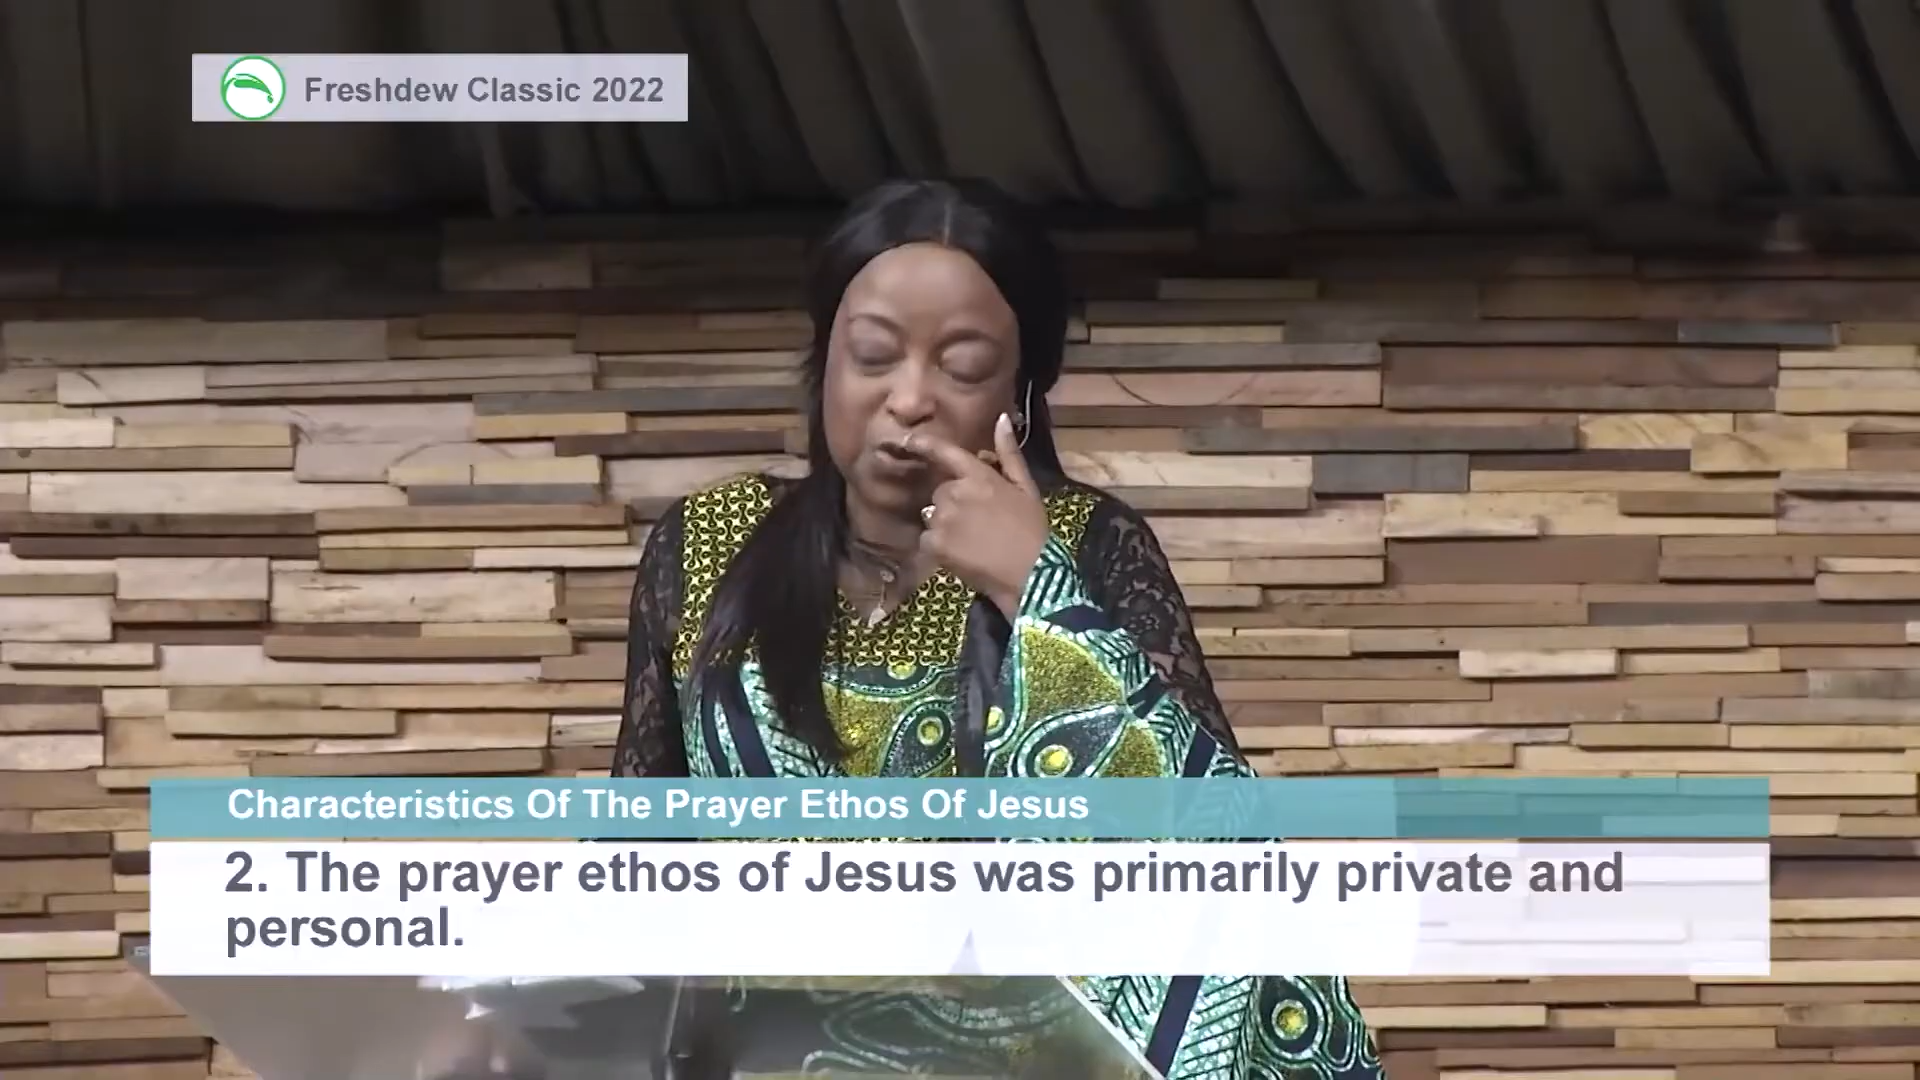 Freshdew Classic 2022
Characteristics Of The Prayer Ethos Of Jesus
2. The prayer ethos of Jesus was primarily private and
personal.